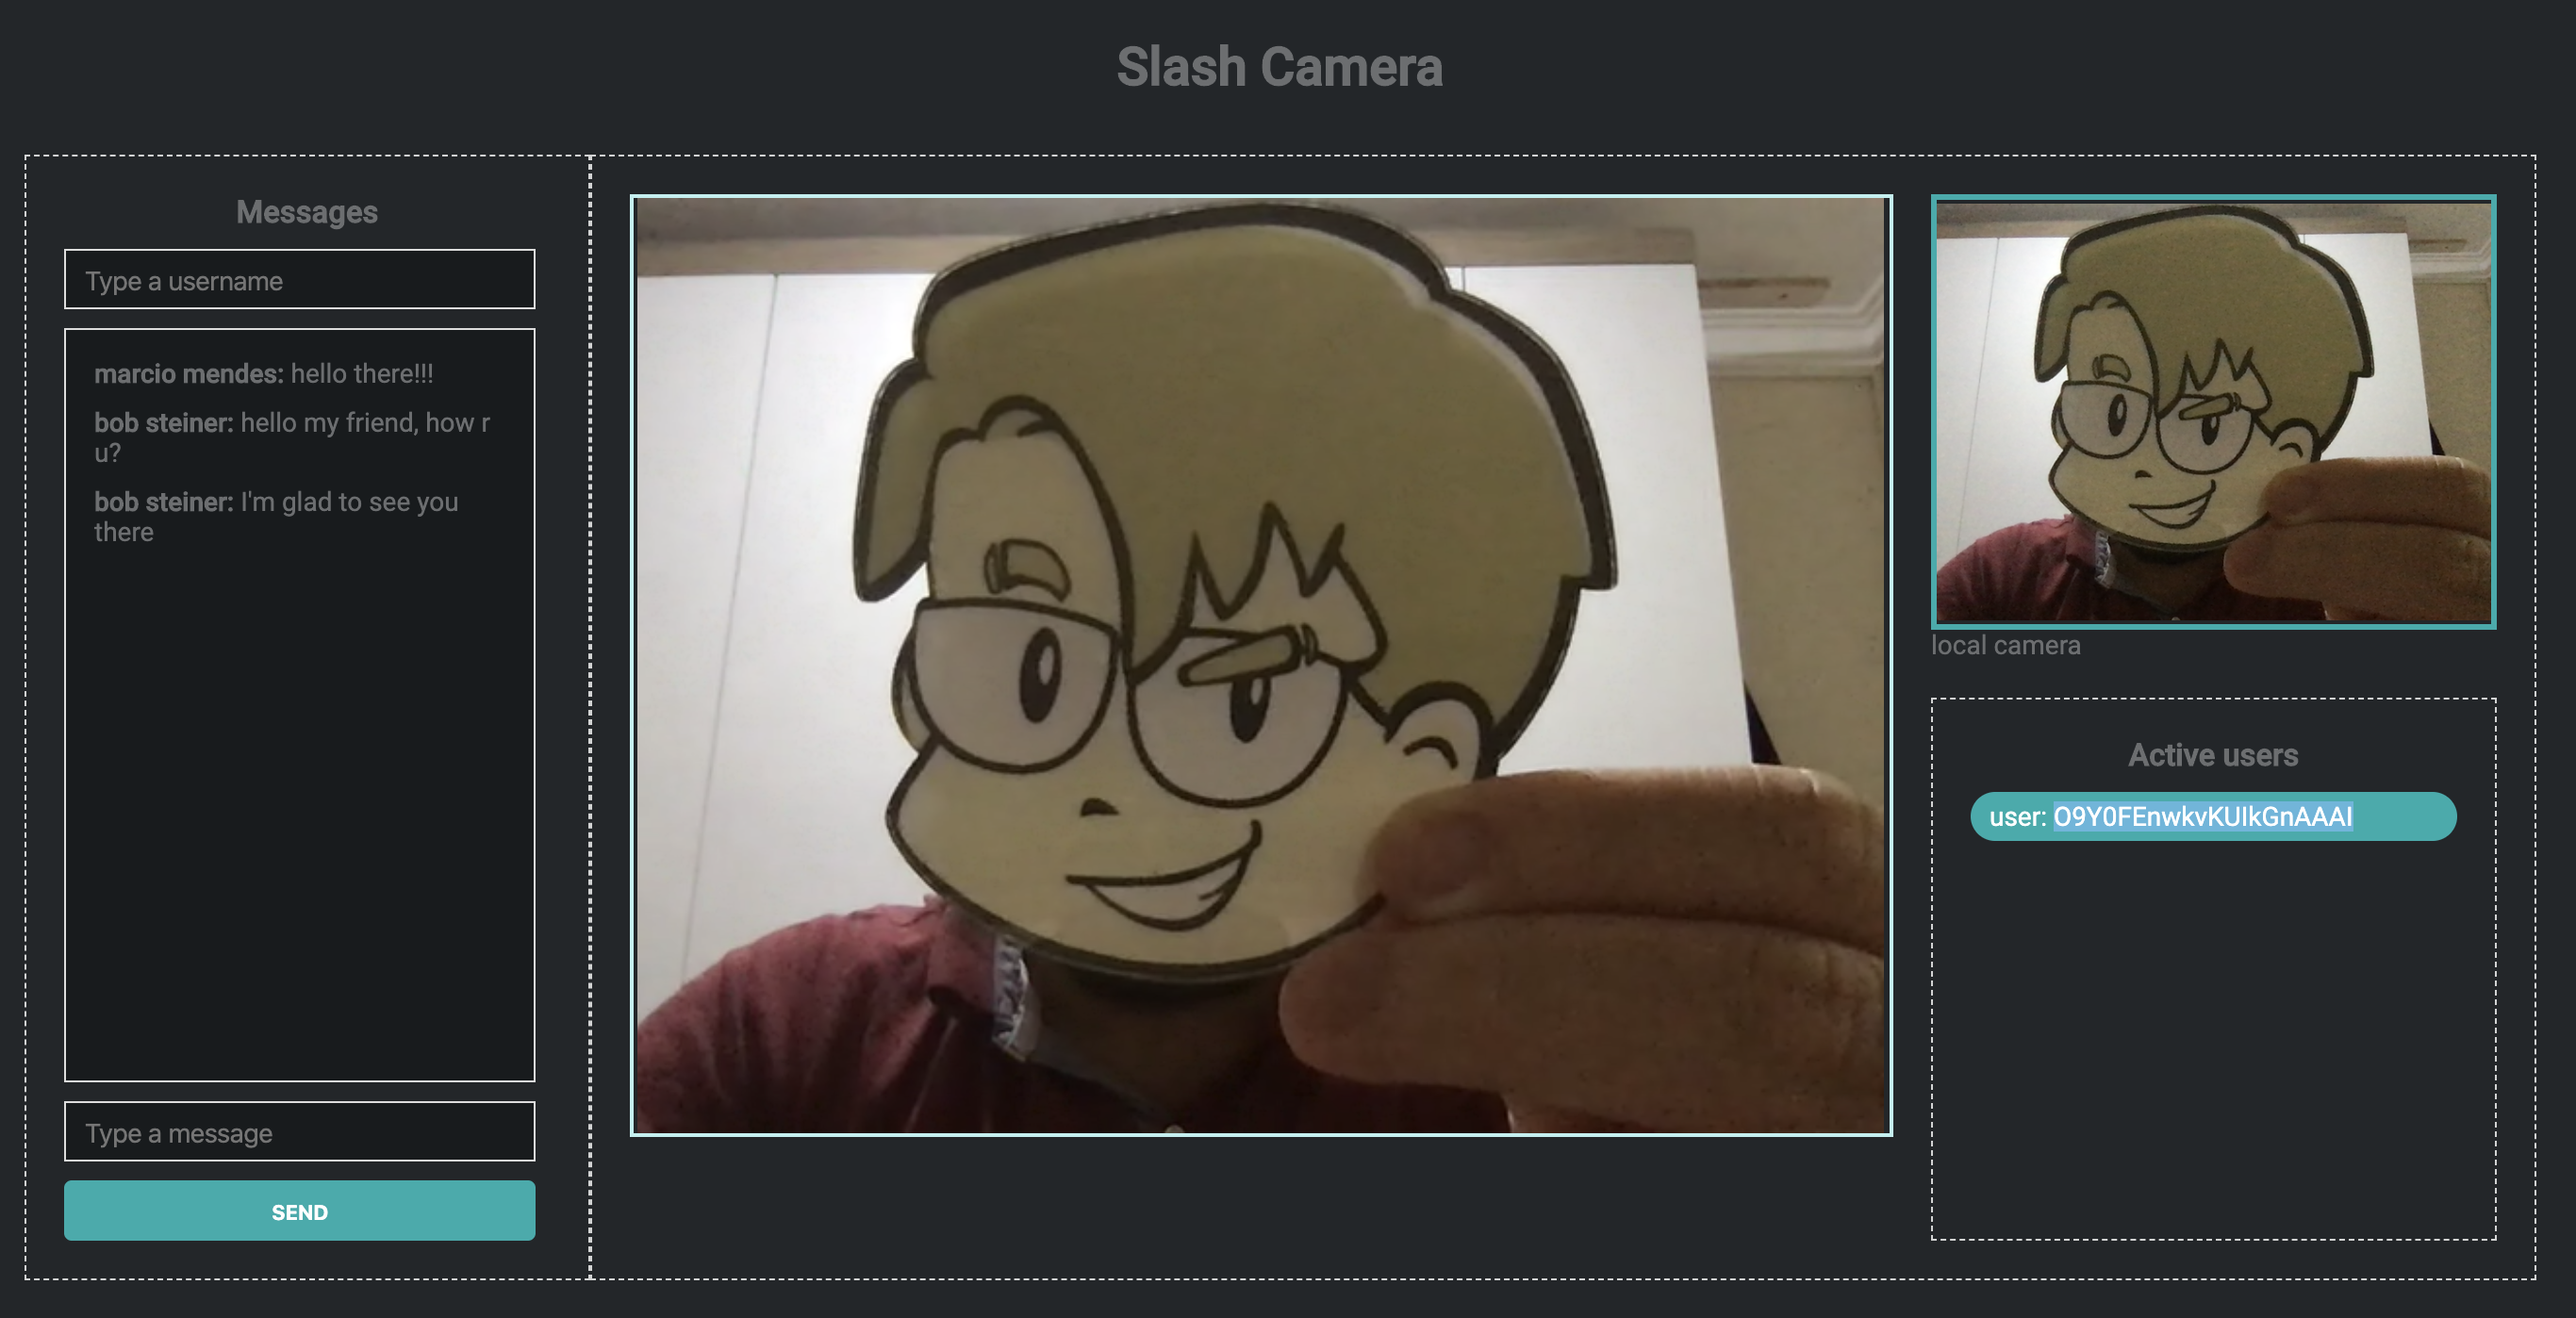 Slash Camera
Messages
Type a username
marcio mendes: hello there!!!
bob steiner: hello my friend, how r
u?
bob steiner: I'm glad to see you
there
Type a message
SEND
local camera
Active users
user: O9Y0FEnwkvKUIkGnAAAI